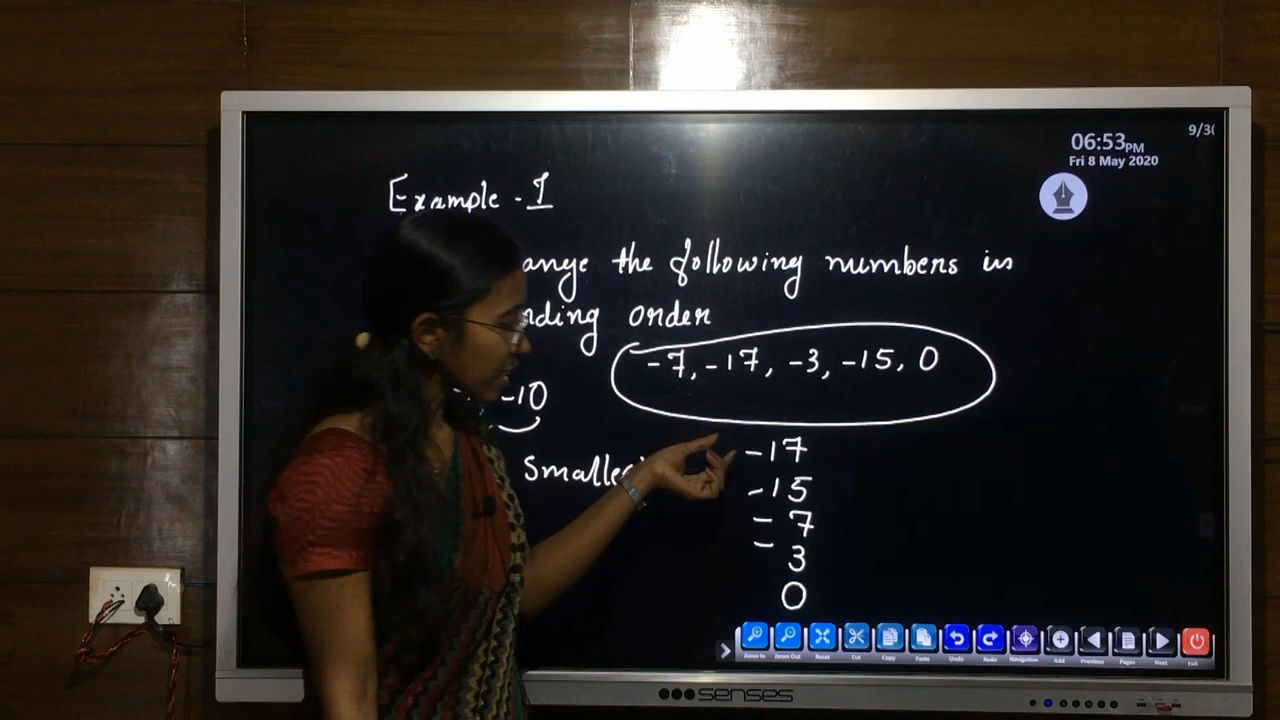 9/3
06:53PM
Fri 8 May 2020
Example - I
ange the following numbers in
nding order
-7, -17, -3, -15, 0
-10
-17
Smalles
-15
-7
-3
0
Zoom In Zoom Out Reset Cut Copy Paste Undo Redo Navigation Add Previous Pages Next Exit
senses